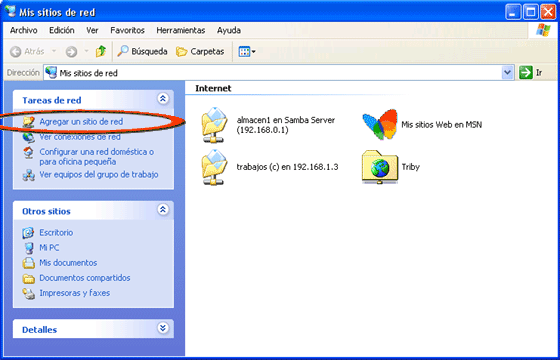 Mis sitios de red
Archivo Edición Ver Favoritos Herramientas Ayuda
Atrás Búsqueda Carpetas
Dirección Mis sitios de red Ir
Tareas de red
Agregar un sitio de red
Ver conexiones de red
Configurar una red doméstica o
para oficina pequeña
Ver equipos del grupo de trabajo
Otros sitios
Escritorio
Mi PC
Mis documentos
Documentos compartidos
Impresoras y faxes
Detalles
Internet
almacen1 en Samba Server
(192.168.0.1)
Mis sitios Web en MSN
trabajos (c) en 192.168.1.3
Triby